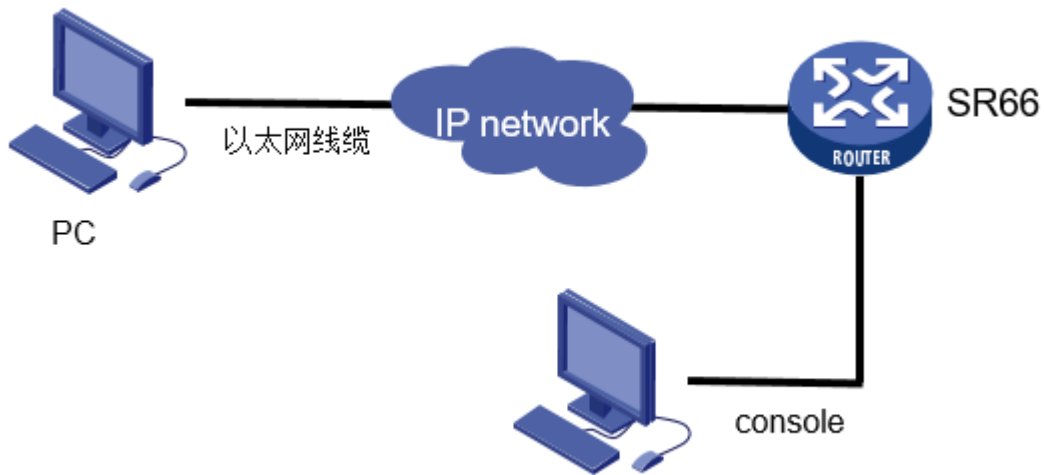 IP network
SR66
以太网线缆
ROUTER
PC
console